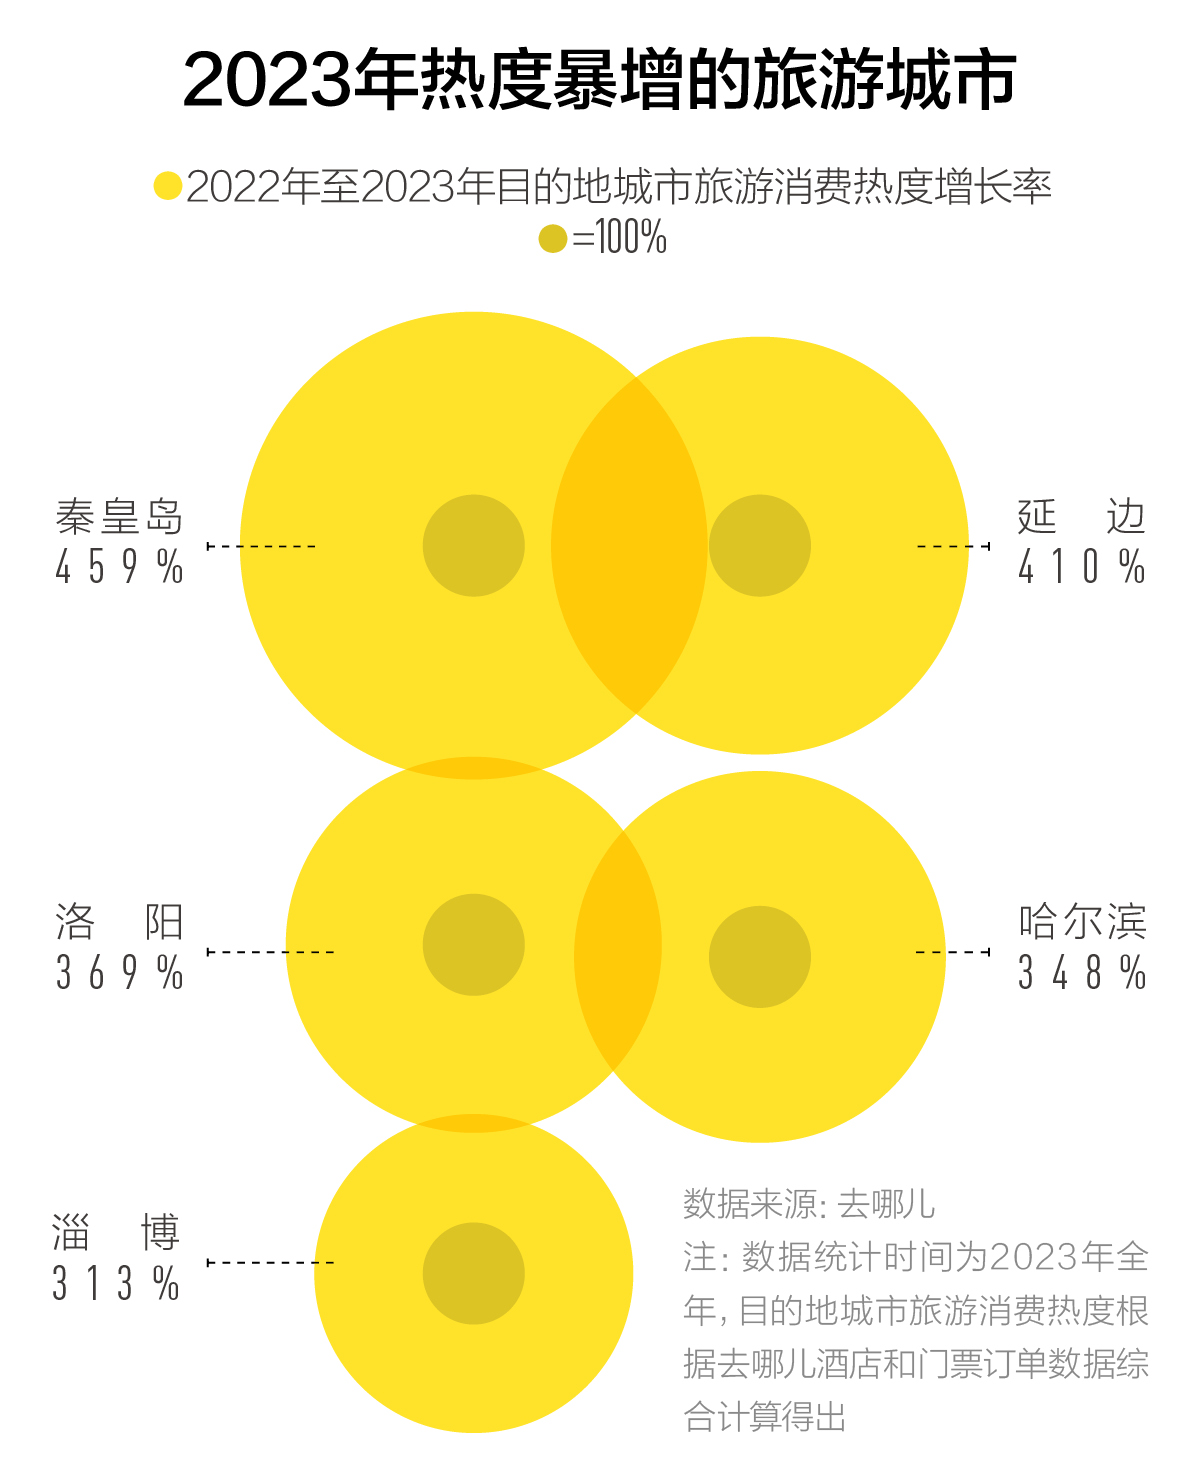 2023年热度暴增的旅游城市
2022年至2023年目的地城市旅游消费热度增长率
=100%
秦皇岛
459%
延边
410%
洛阳
369%
哈尔滨
348%
淄博
313%
数据来源：去哪儿
注：数据统计时间为2023年全
年，目的地城市旅游消费热度根
据去哪儿酒店和门票订单数据综
合计算得出